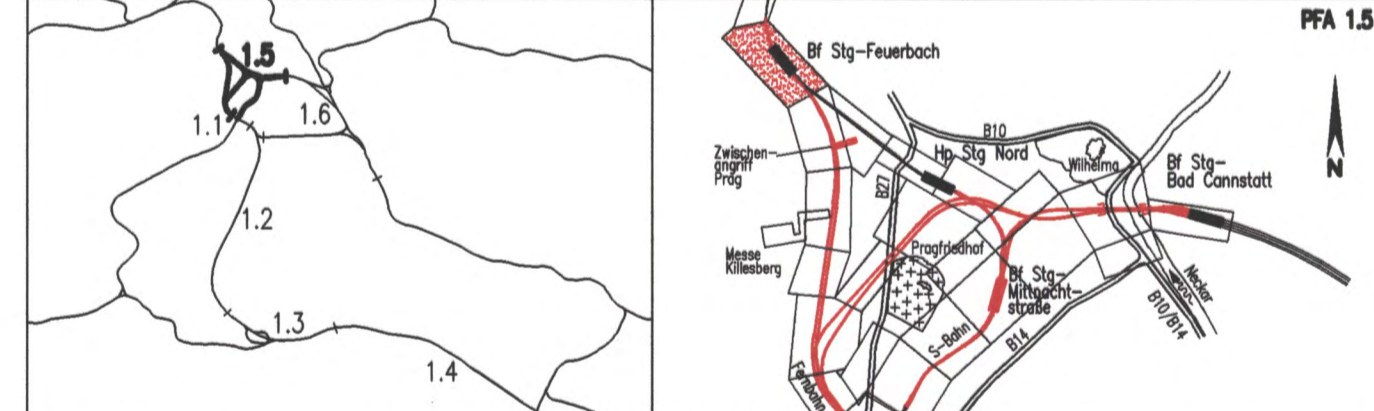 1.5
1.6
1.1
1.2
1.3
1.4
PFA 1.5
Bf Stg-Feuerbach
B10
Zwischen-
angriff
Prag
Hp Stg Nord
Wilhelma
Bf Stg-
Bad Cannstatt
N
B27
Messe
Killesberg
Pragfriedhof
Bf Stg-
Mittnacht-
straße
Neckar
B10/B14
S-Bahn
B14
Fernbahn